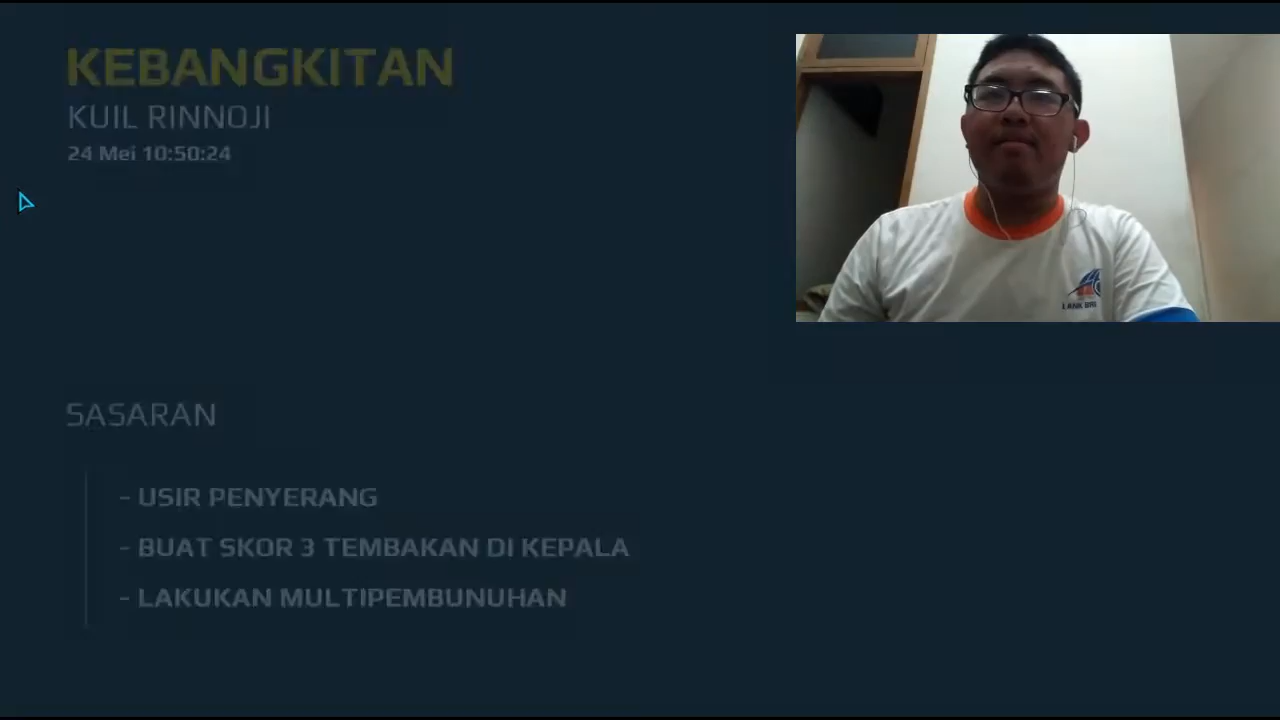 KEBANGKITAN
KUIL RINNOJI
24 Mei 10:50:24
SASARAN
- USIR PENYERANG
- BUAT SKOR 3 TEMBAKAN DI KEPALA
- LAKUKAN MULTIPEMBUNUHAN